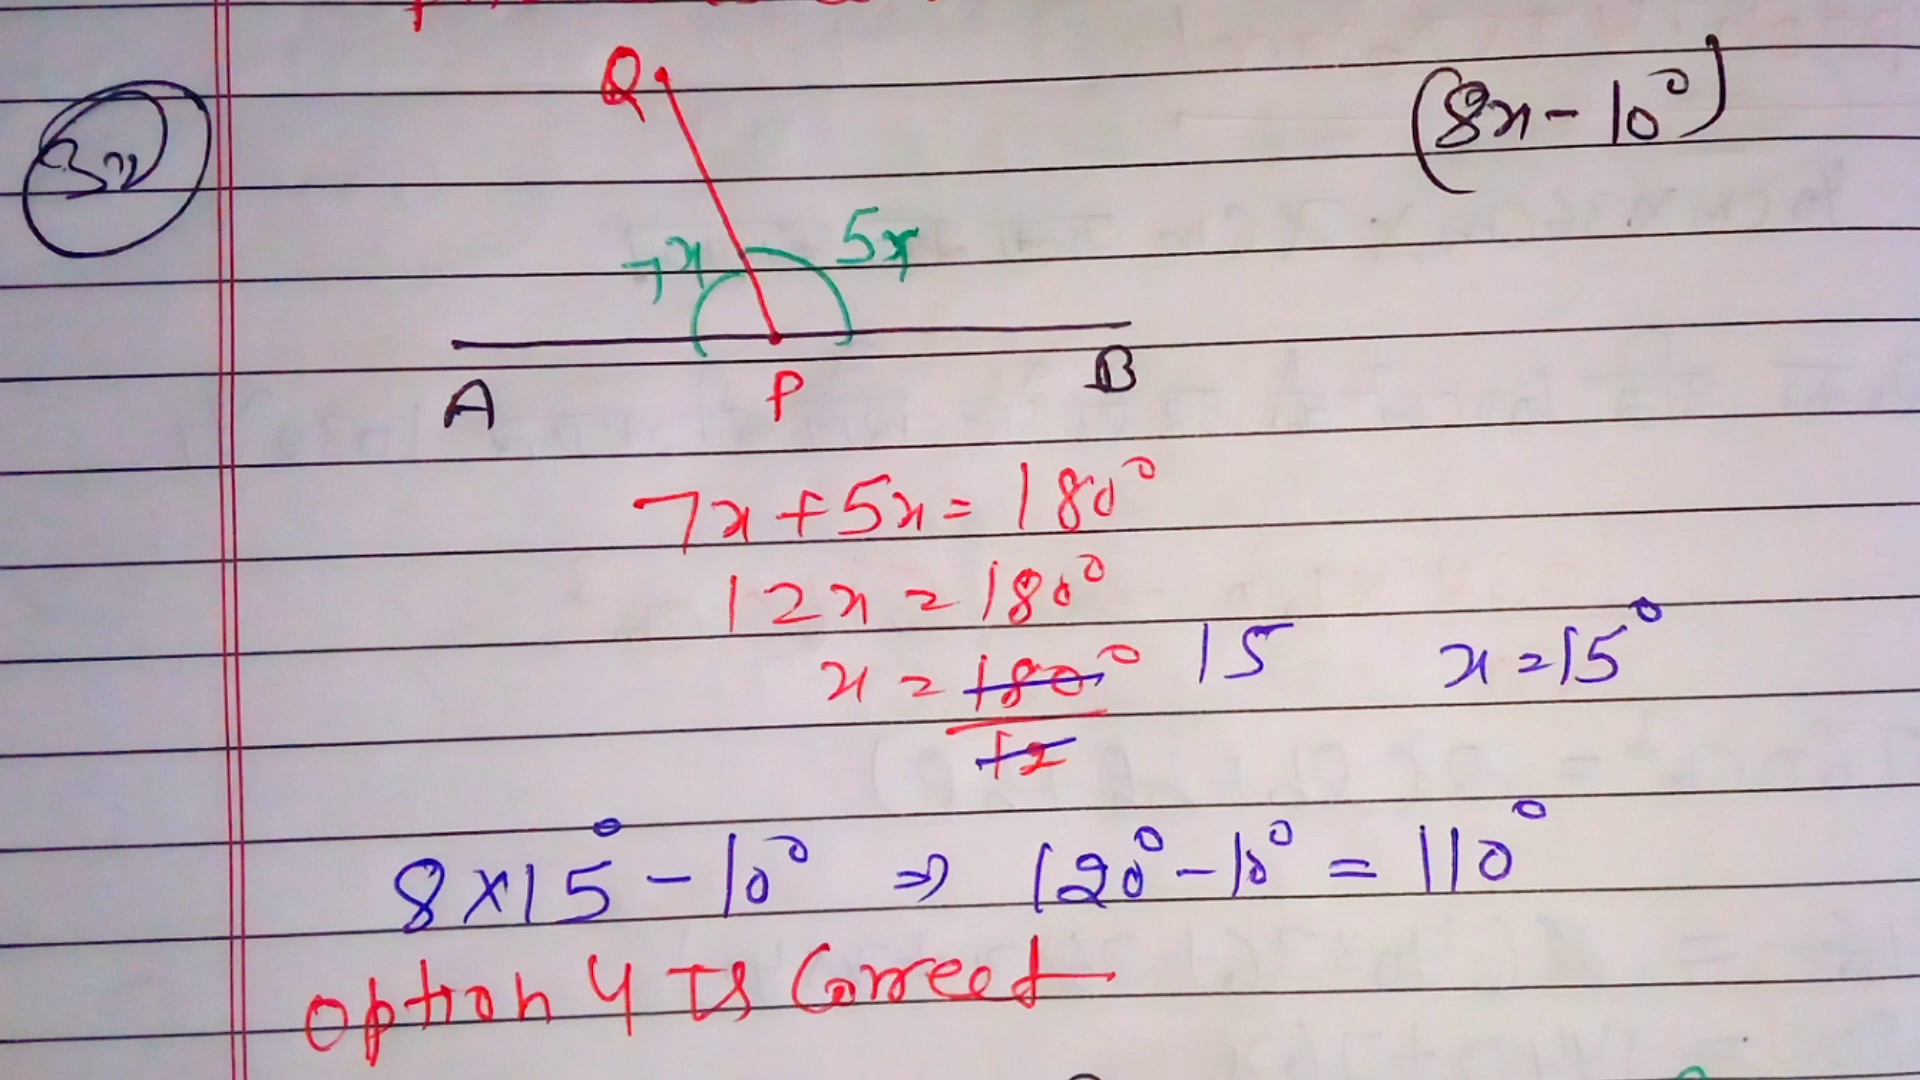 Q
(8x-10°)
7x 5x
A P B
7x+5x=180°
12x=180°
x=180° 15 x=15°
12
8×15°-10° ⇒ 120°-10°=110°
option 4 is Correct